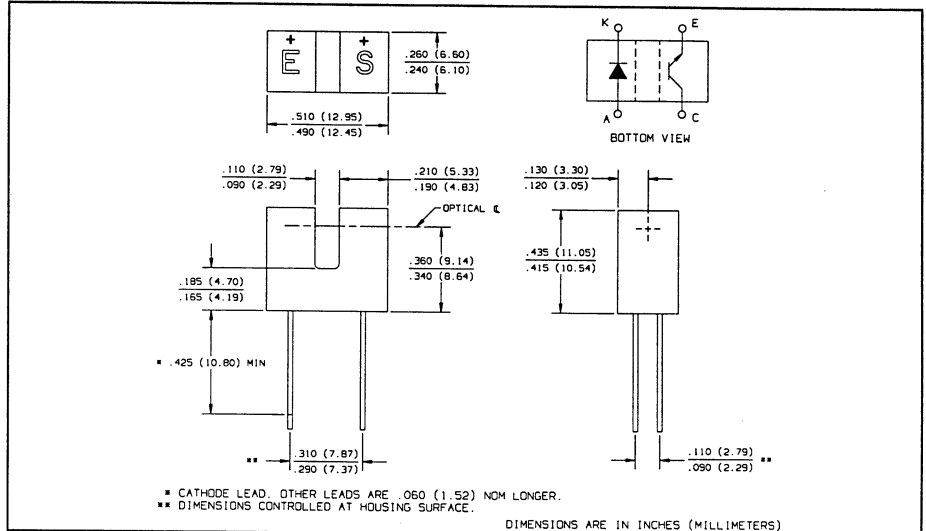 + +
E S
.260 (6.60)
.240 (6.10)
.510 (12.95)
.490 (12.45)
K E
A C
BOTTOM VIEW
.110 (2.79)
.090 (2.29)
.210 (5.33)
.190 (4.83)
OPTICAL ℄
.360 (9.14)
.340 (8.64)
.185 (4.70)
.165 (4.19)
* .425 (10.80) MIN
** .310 (7.87)
.290 (7.37)
.130 (3.30)
.120 (3.05)
.435 (11.05)
.415 (10.54)
.110 (2.79) **
.090 (2.29)
* CATHODE LEAD. OTHER LEADS ARE .060 (1.52) NOM LONGER.
** DIMENSIONS CONTROLLED AT HOUSING SURFACE.
DIMENSIONS ARE IN INCHES (MILLIMETERS)